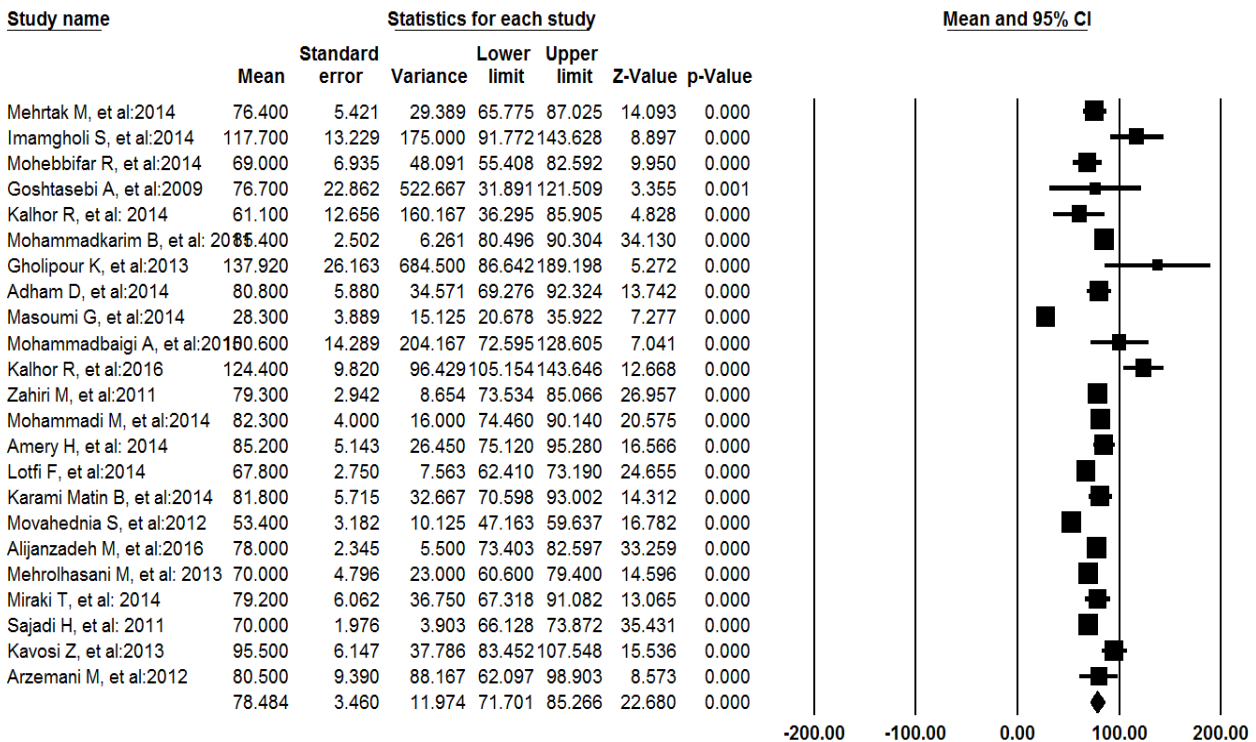 Study name Statistics for each study Mean and 95% CI
Standard Lower Upper
Mean error Variance limit limit Z-Value p-Value
Mehrtak M, et al:2014 76.400 5.421 29.389 65.775 87.025 14.093 0.000
Imamgholi S, et al:2014 117.700 13.229 175.000 91.772 143.628 8.897 0.000
Mohebbifar R, et al:2014 69.000 6.935 48.091 55.408 82.592 9.950 0.000
Goshtasebi A, et al:2009 76.700 22.862 522.667 31.891 121.509 3.355 0.001
Kalhor R, et al: 2014 61.100 12.656 160.167 36.295 85.905 4.828 0.000
Mohammadkarim B, et al: 2011 85.400 2.502 6.261 80.496 90.304 34.130 0.000
Gholipour K, et al:2013 137.920 26.163 684.500 86.642 189.198 5.272 0.000
Adham D, et al:2014 80.800 5.880 34.571 69.276 92.324 13.742 0.000
Masoumi G, et al:2014 28.300 3.889 15.125 20.678 35.922 7.277 0.000
Mohammadbaigi A, et al:2015 100.600 14.289 204.167 72.595 128.605 7.041 0.000
Kalhor R, et al:2016 124.400 9.820 96.429 105.154 143.646 12.668 0.000
Zahiri M, et al:2011 79.300 2.942 8.654 73.534 85.066 26.957 0.000
Mohammadi M, et al:2014 82.300 4.000 16.000 74.460 90.140 20.575 0.000
Amery H, et al: 2014 85.200 5.143 26.450 75.120 95.280 16.566 0.000
Lotfi F, et al:2014 67.800 2.750 7.563 62.410 73.190 24.655 0.000
Karami Matin B, et al:2014 81.800 5.715 32.667 70.598 93.002 14.312 0.000
Movahednia S, et al:2012 53.400 3.182 10.125 47.163 59.637 16.782 0.000
Alijanzadeh M, et al:2016 78.000 2.345 5.500 73.403 82.597 33.259 0.000
Mehrolhasani M, et al: 2013 70.000 4.796 23.000 60.600 79.400 14.596 0.000
Miraki T, et al: 2014 79.200 6.062 36.750 67.318 91.082 13.065 0.000
Sajadi H, et al: 2011 70.000 1.976 3.903 66.128 73.872 35.431 0.000
Kavosi Z, et al:2013 95.500 6.147 37.786 83.452 107.548 15.536 0.000
Arzemani M, et al:2012 80.500 9.390 88.167 62.097 98.903 8.573 0.000
78.484 3.460 11.974 71.701 85.266 22.680 0.000
-200.00 -100.00 0.00 100.00 200.00